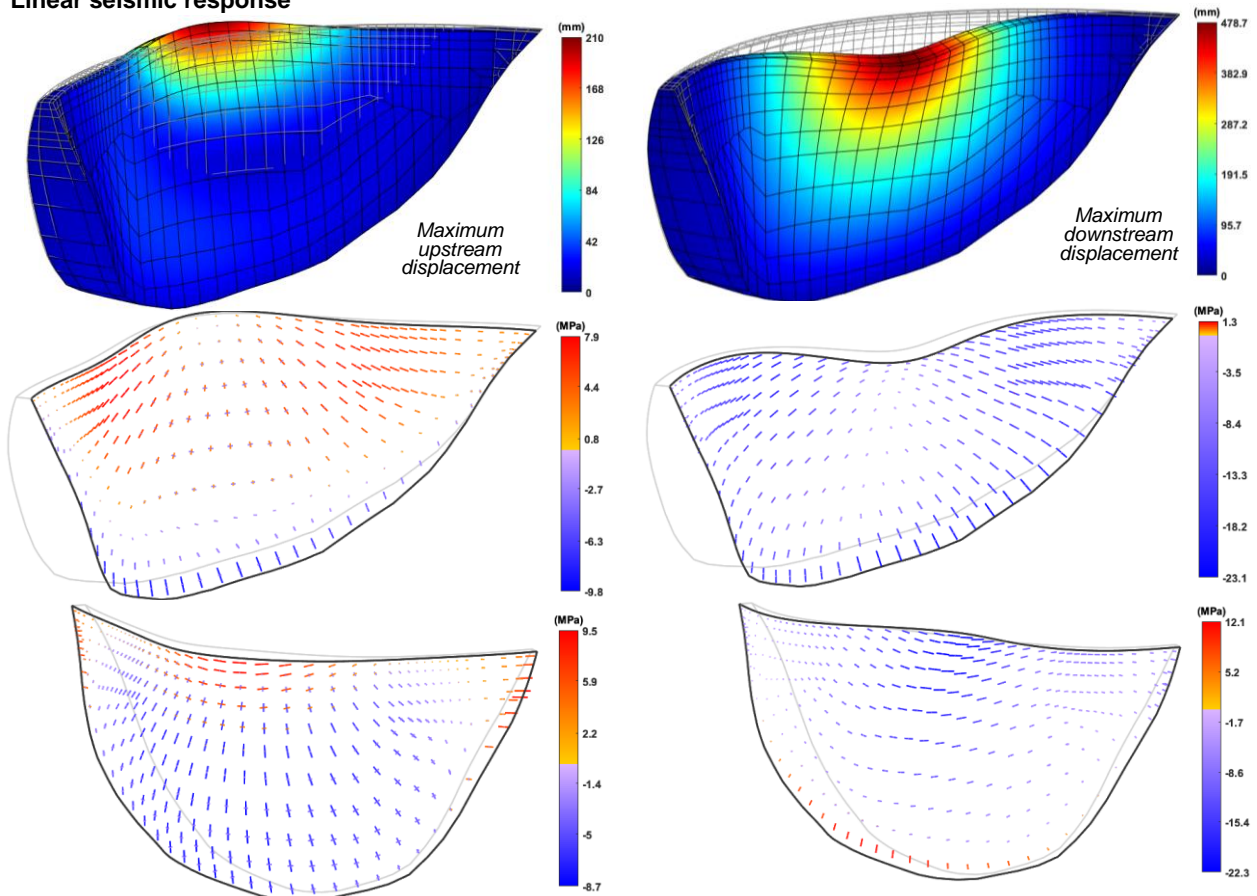 Linear seismic response
(mm)
210
168
126
84
42
0
Maximum
upstream
displacement
(mm)
478.7
382.9
287.2
191.5
95.7
0
Maximum
downstream
displacement
(MPa)
7.9
4.4
0.8
-2.7
-6.3
-9.8
(MPa)
1.3
-3.5
-8.4
-13.3
-18.2
-23.1
(MPa)
9.5
5.9
2.2
-1.4
-5
-8.7
(MPa)
12.1
5.2
-1.7
-8.6
-15.4
-22.3